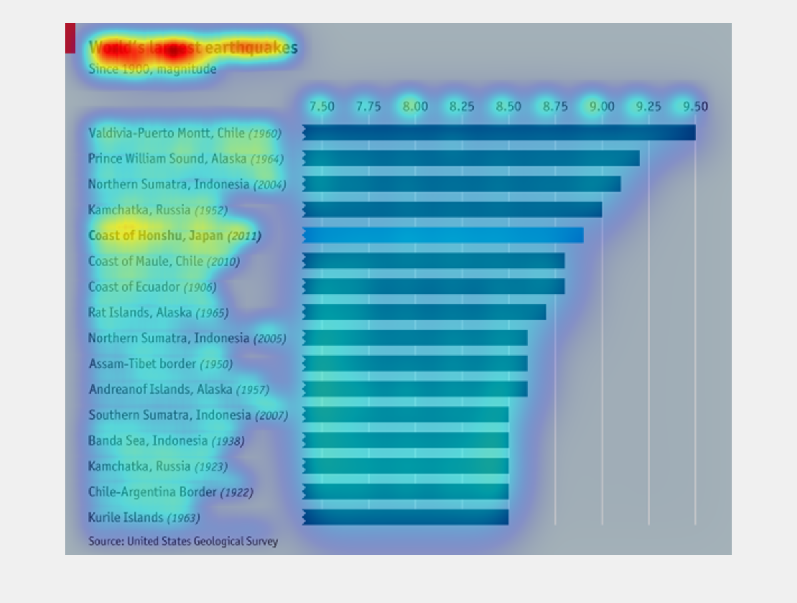 World's largest earthquakes
Since 1900, magnitude
7.50 7.75 8.00 8.25 8.50 8.75 9.00 9.25 9.50
Valdivia-Puerto Montt, Chile (1960)
Prince William Sound, Alaska (1964)
Northern Sumatra, Indonesia (2004)
Kamchatka, Russia (1952)
Coast of Honshu, Japan (2011)
Coast of Maule, Chile (2010)
Coast of Ecuador (1906)
Rat Islands, Alaska (1965)
Northern Sumatra, Indonesia (2005)
Assam-Tibet border (1950)
Andreanof Islands, Alaska (1957)
Southern Sumatra, Indonesia (2007)
Banda Sea, Indonesia (1938)
Kamchatka, Russia (1923)
Chile-Argentina Border (1922)
Kurile Islands (1963)
Source: United States Geological Survey